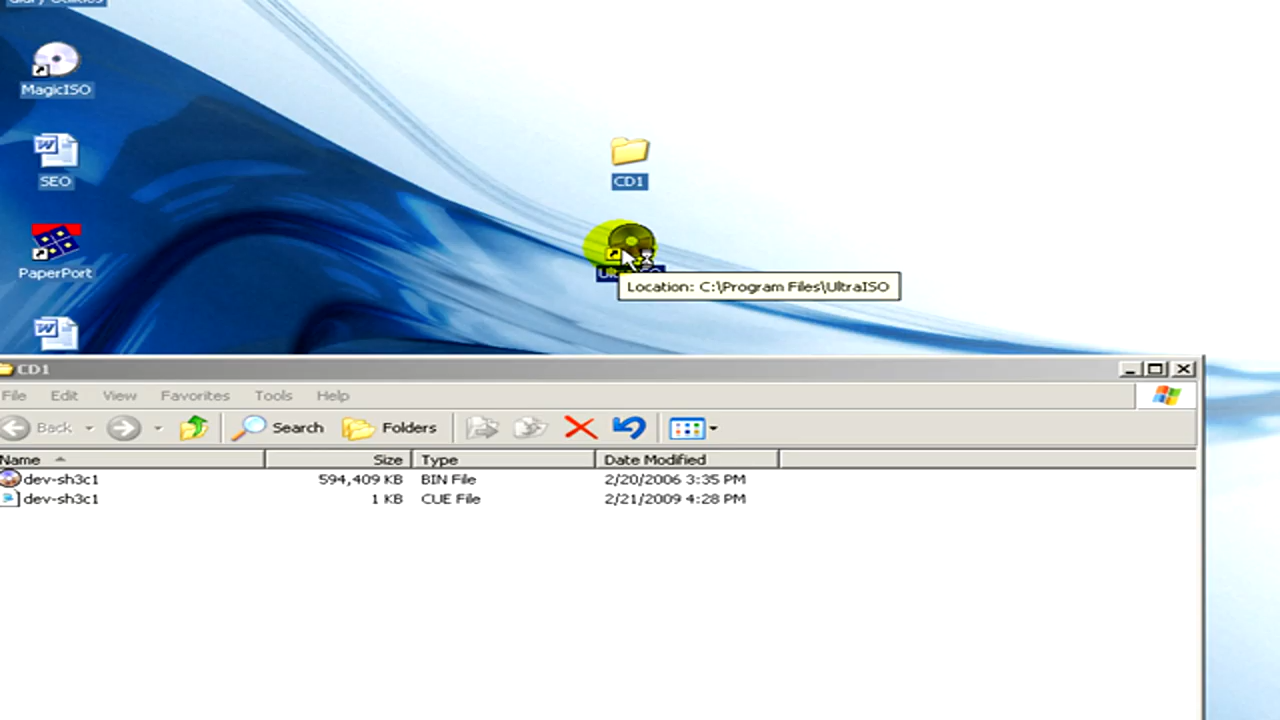 MagicISO
SEO
PaperPort
CD1
Location: C:\Program Files\UltraISO
CD1
File Edit View Favorites Tools Help
Back Search Folders
Name Size Type Date Modified
dev-sh3c1 594,409 KB BIN File 2/20/2006 3:35 PM
dev-sh3c1 1 KB CUE File 2/21/2009 4:28 PM